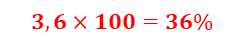 3,6 × 100 = 36%